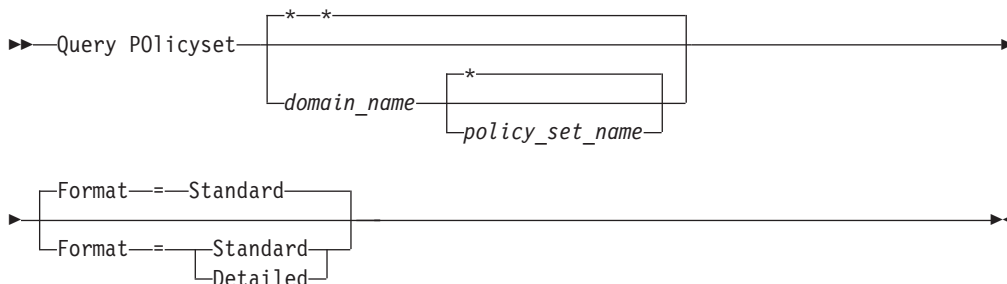 * *
Query POlicyset
*
domain_name
policy_set_name
Format = Standard
Format = Standard
Detailed